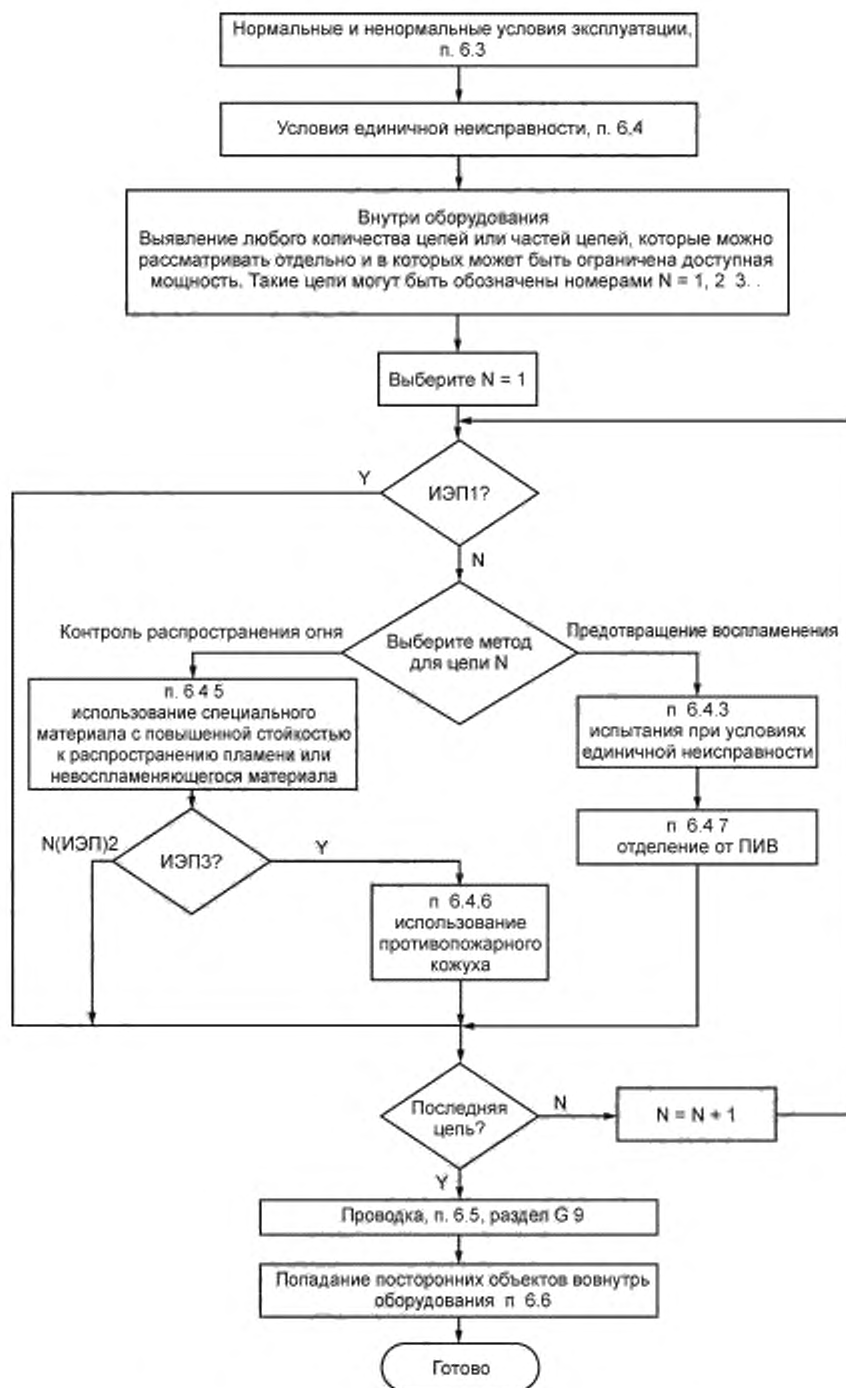 Нормальные и ненормальные условия эксплуатации,
п. 6.3
Условия единичной неисправности, п. 6.4
Внутри оборудования
Выявление любого количества цепей или частей цепей, которые можно
рассматривать отдельно и в которых может быть ограничена доступная
мощность. Такие цепи могут быть обозначены номерами N = 1, 2 3. .
Выберите N = 1
Y
ИЭП1?
N
Контроль распространения огня
Выберите метод
для цепи N
Предотвращение воспламенения
п. 6 4 5
использование специального
материала с повышенной стойкостью
к распространению пламени или
невоспламеняющегося материала
п 6.4.3
испытания при условиях
единичной неисправности
п 6.4 7
отделение от ПИВ
N(ИЭП)2
ИЭП3?
Y
п 6.4.6
использование
противопожарного
кожуха
Последняя
цепь?
N
N = N + 1
Y
Проводка, п. 6.5, раздел G 9
Попадание посторонних объектов вовнутрь
оборудования п 6.6
Готово